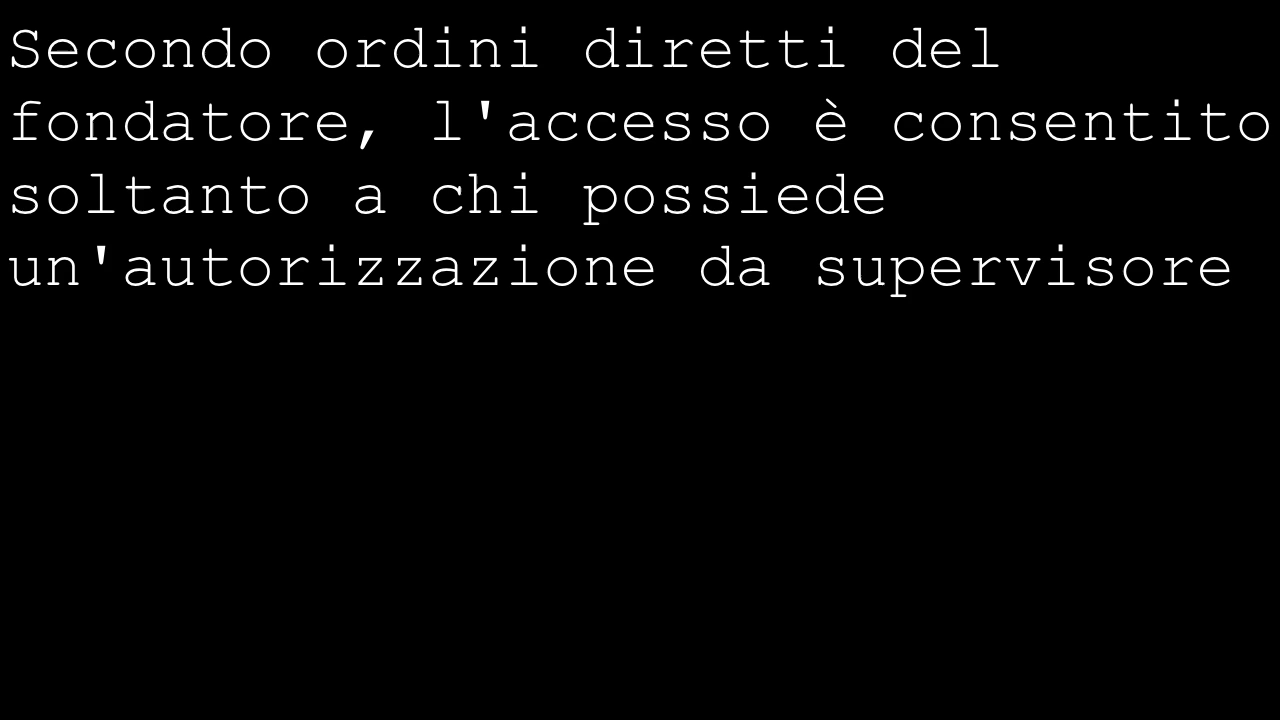 Secondo ordini diretti del
fondatore, l'accesso è consentito
soltanto a chi possiede
un'autorizzazione da supervisore